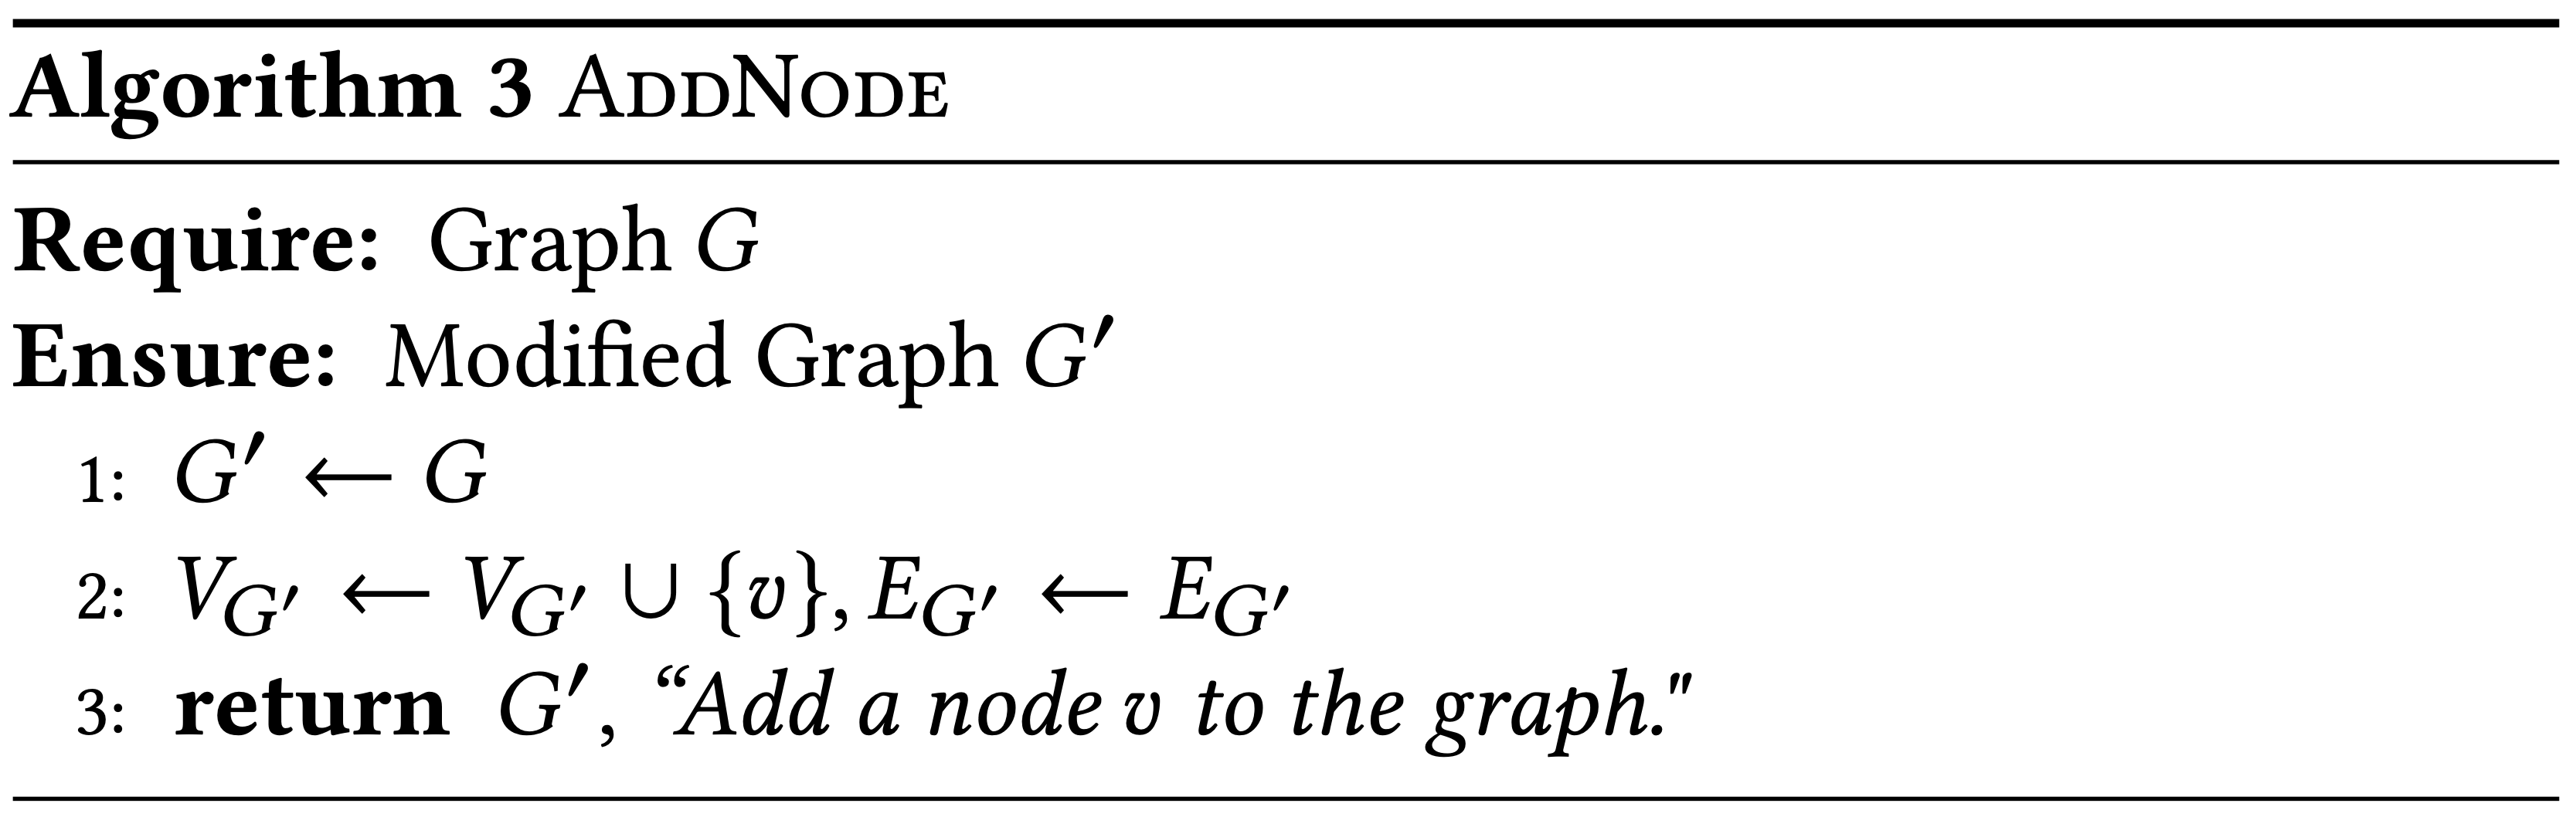 Algorithm 3 AddNode
Require: Graph G
Ensure: Modified Graph G′
1: G′ ← G
2: V_{G′} ← V_{G′} ∪ {v}, E_{G′} ← E_{G′}
3: return G′, “Add a node v to the graph."